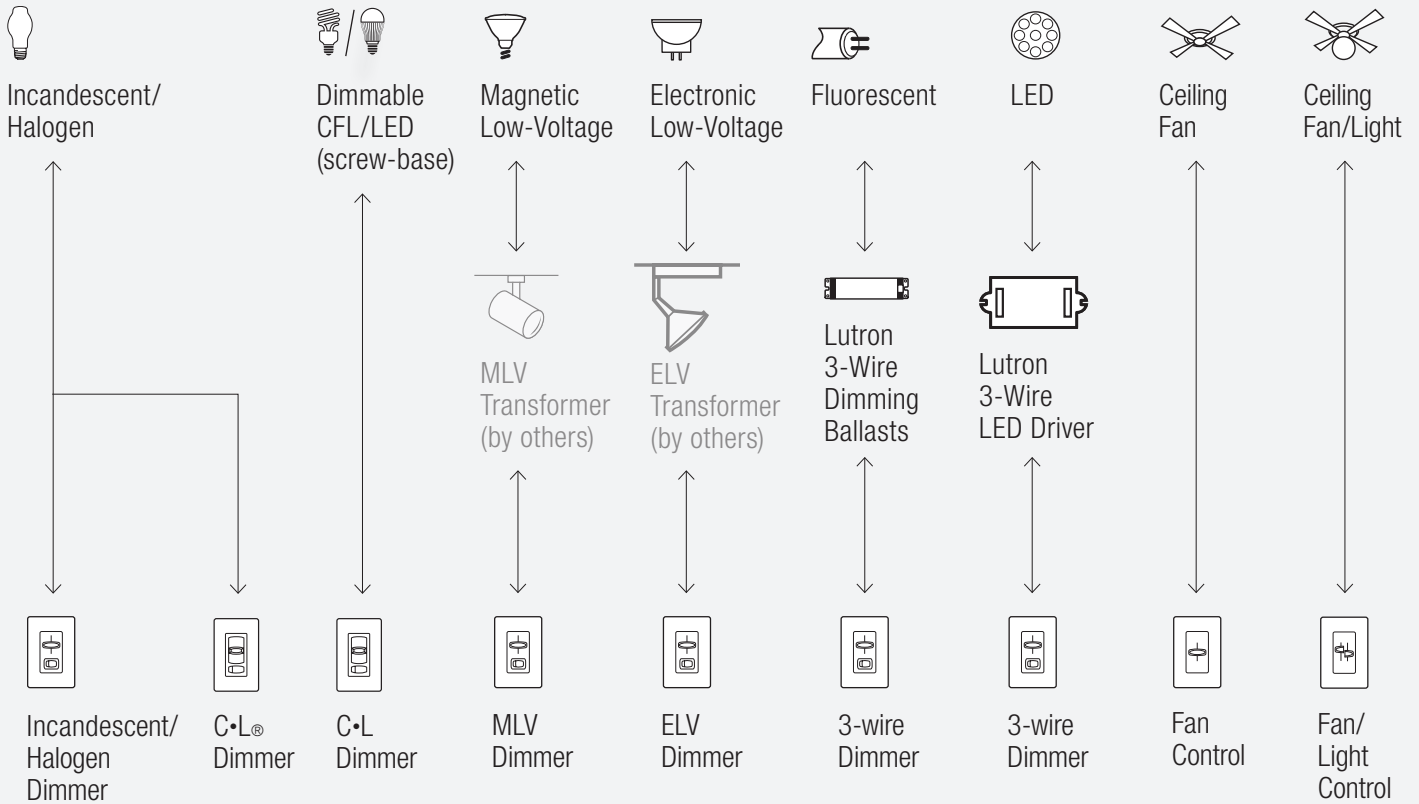 Incandescent/
Halogen
Dimmable
CFL/LED
(screw-base)
Magnetic
Low-Voltage
Electronic
Low-Voltage
Fluorescent
LED
Ceiling
Fan
Ceiling
Fan/Light
MLV
Transformer
(by others)
ELV
Transformer
(by others)
Lutron
3-Wire
Dimming
Ballasts
Lutron
3-Wire
LED Driver
Incandescent/
Halogen
Dimmer
C•L®
Dimmer
C•L
Dimmer
MLV
Dimmer
ELV
Dimmer
3-wire
Dimmer
3-wire
Dimmer
Fan
Control
Fan/
Light
Control